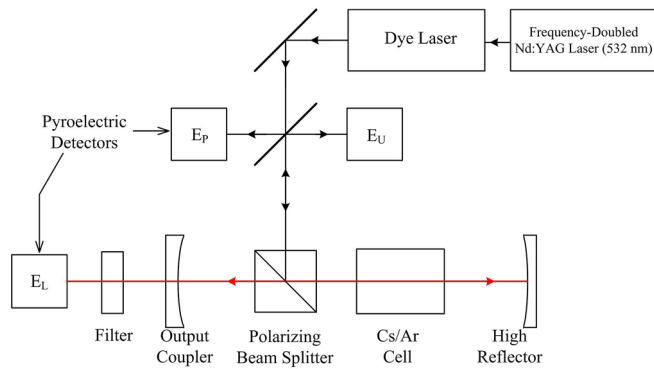 Dye Laser
Frequency-Doubled
Nd:YAG Laser (532 nm)
Pyroelectric
Detectors
E_P
E_U
E_L
Filter
Output
Coupler
Polarizing
Beam Splitter
Cs/Ar
Cell
High
Reflector